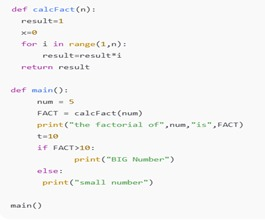 def calcFact(n):
  result=1
  x=0
  for i in range(1,n):
      result=result*i
  return result

def main():
     num = 5
     FACT = calcFact(num)
     print("the factorial of",num,"is",FACT)
     t=10
     if FACT>10:
           print("BIG Number")
     else:
      print("small number")

main()